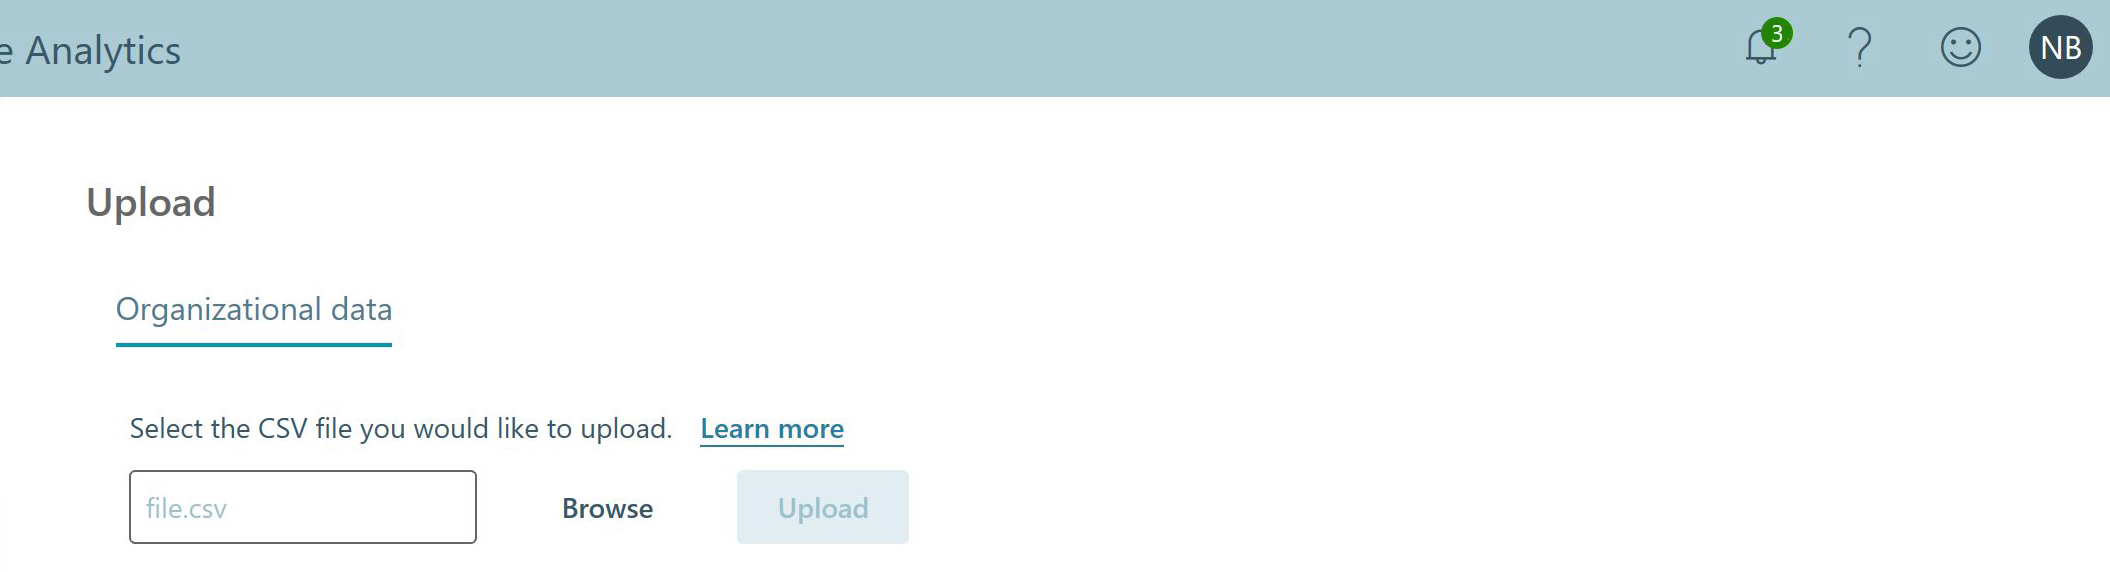 e Analytics
3
?
NB
Upload
Organizational data
Select the CSV file you would like to upload. Learn more
file.csv Browse Upload